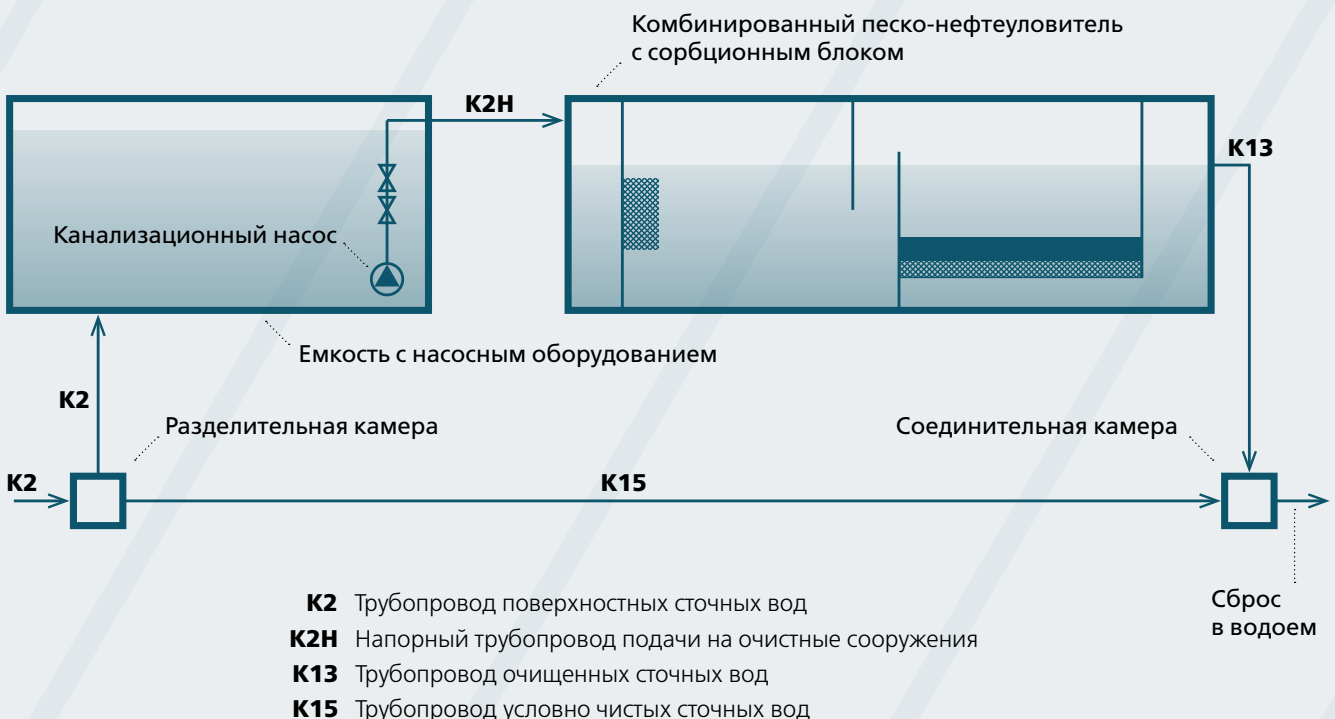 Комбинированный песко-нефтеуловитель
с сорбционным блоком
К2Н
К13
Канализационный насос
Емкость с насосным оборудованием
К2
Разделительная камера
Соединительная камера
К2
К15
Сброс
в водоем
К2 Трубопровод поверхностных сточных вод
К2Н Напорный трубопровод подачи на очистные сооружения
К13 Трубопровод очищенных сточных вод
К15 Трубопровод условно чистых сточных вод